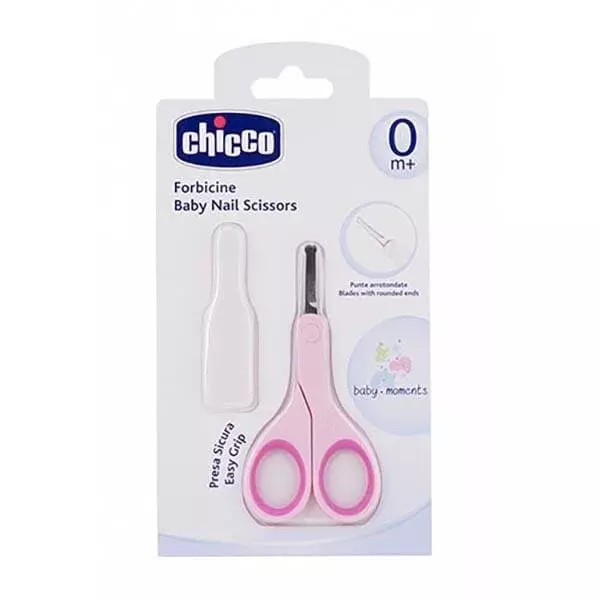 chicco
0
m+
Forbicine
Baby Nail Scissors
Punte arrotondate
Blades with rounded ends
baby • moments
Presa Sicura
Easy Grip